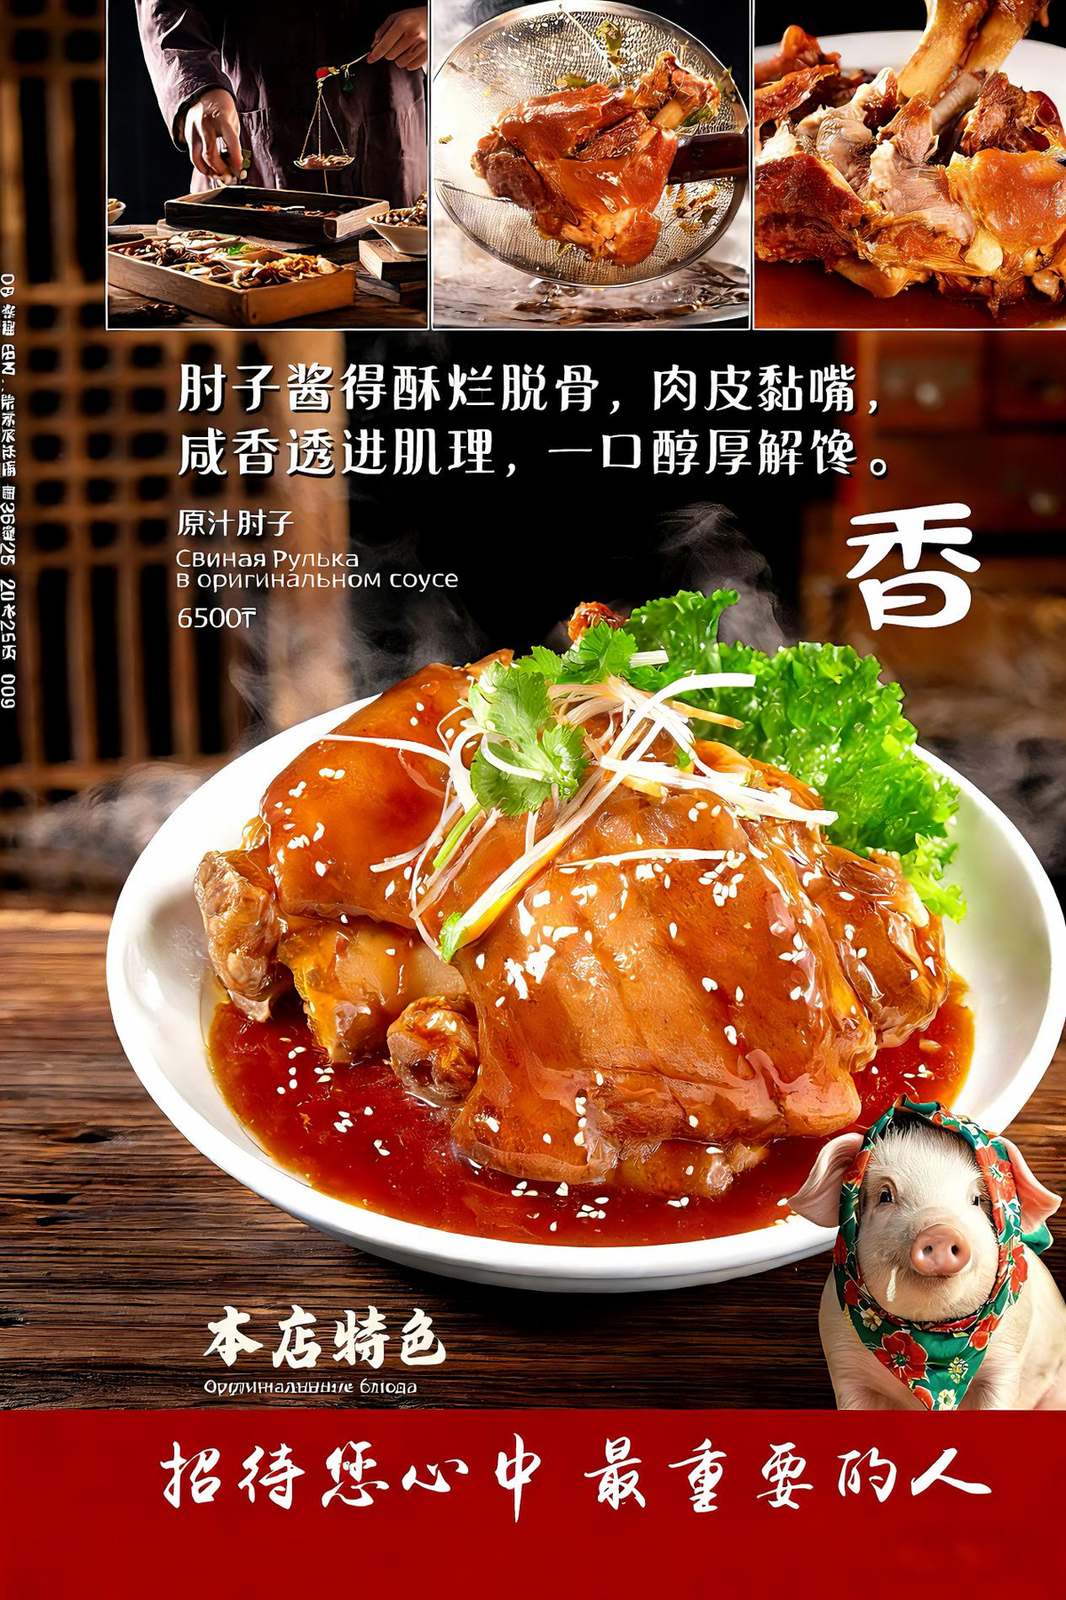 肘子酱得酥烂脱骨，肉皮黏嘴，
咸香透进肌理，一口醇厚解馋。
原汁肘子
Свиная Рулька
в оригинальном соусе
6500₸
香
本店特色
招待您心中 最重要的人